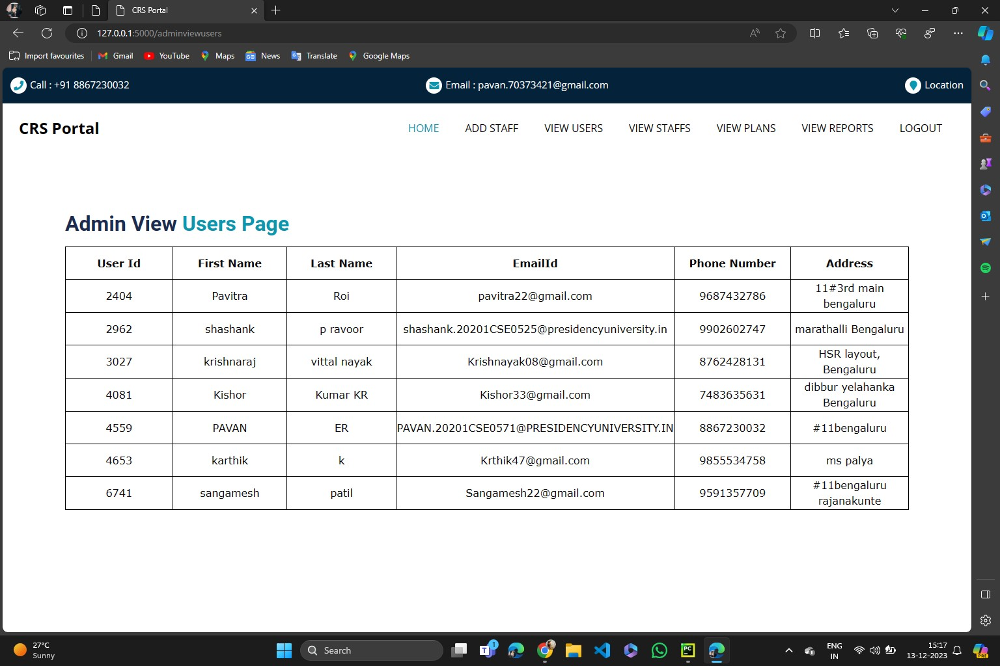 CRS Portal
127.0.0.1:5000/adminviewusers
Import favourites Gmail YouTube Maps News Translate Google Maps
Call : +91 8867230032 Email : pavan.70373421@gmail.com Location
CRS Portal HOME ADD STAFF VIEW USERS VIEW STAFFS VIEW PLANS VIEW REPORTS LOGOUT
Admin View Users Page
User Id First Name Last Name EmailId Phone Number Address
2404 Pavitra Roi pavitra22@gmail.com 9687432786 11#3rd main
bengaluru
2962 shashank p ravoor shashank.20201CSE0525@presidencyuniversity.in 9902602747 marathalli Bengaluru
3027 krishnaraj vittal nayak Krishnayak08@gmail.com 8762428131 HSR layout,
Bengaluru
4081 Kishor Kumar KR Kishor33@gmail.com 7483635631 dibbur yelahanka
Bengaluru
4559 PAVAN ER PAVAN.20201CSE0571@PRESIDENCYUNIVERSITY.IN 8867230032 #11bengaluru
4653 karthik k Krthik47@gmail.com 9855534758 ms palya
6741 sangamesh patil Sangamesh22@gmail.com 9591357709 #11bengaluru
rajanakunte
27°C
Sunny
Search
1
ENG
IN
15:17
13-12-2023
PRE